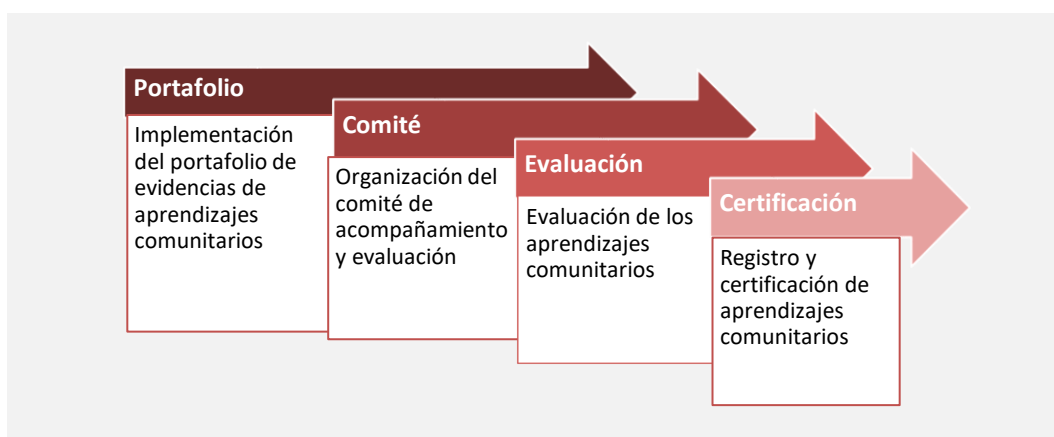 Portafolio
Implementación
del portafolio de
evidencias de
aprendizajes
comunitarios
Comité
Organización del
comité de
acompañamiento
y evaluación
Evaluación
Evaluación de los
aprendizajes
comunitarios
Certificación
Registro y
certificación de
aprendizajes
comunitarios